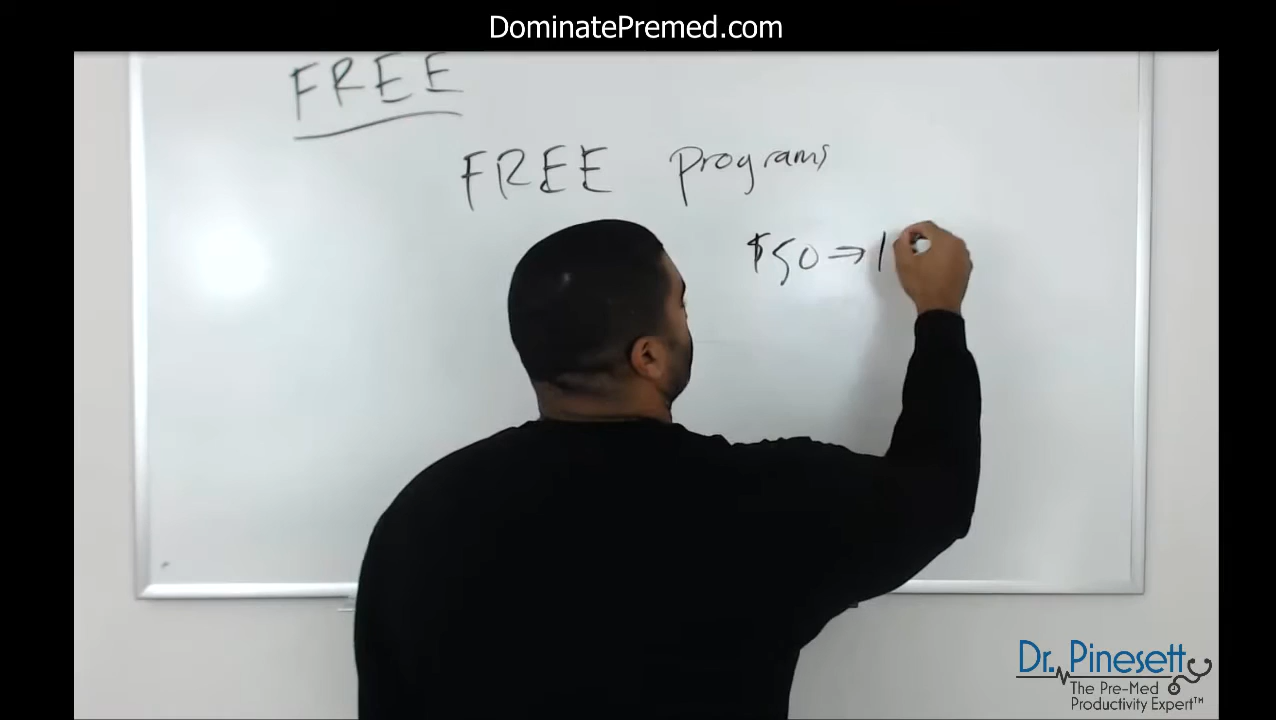 DominatePremed.com
FREE
FREE programs
$50 ⇒ 1
Dr. Pinesett
The Pre-Med
Productivity Expert™